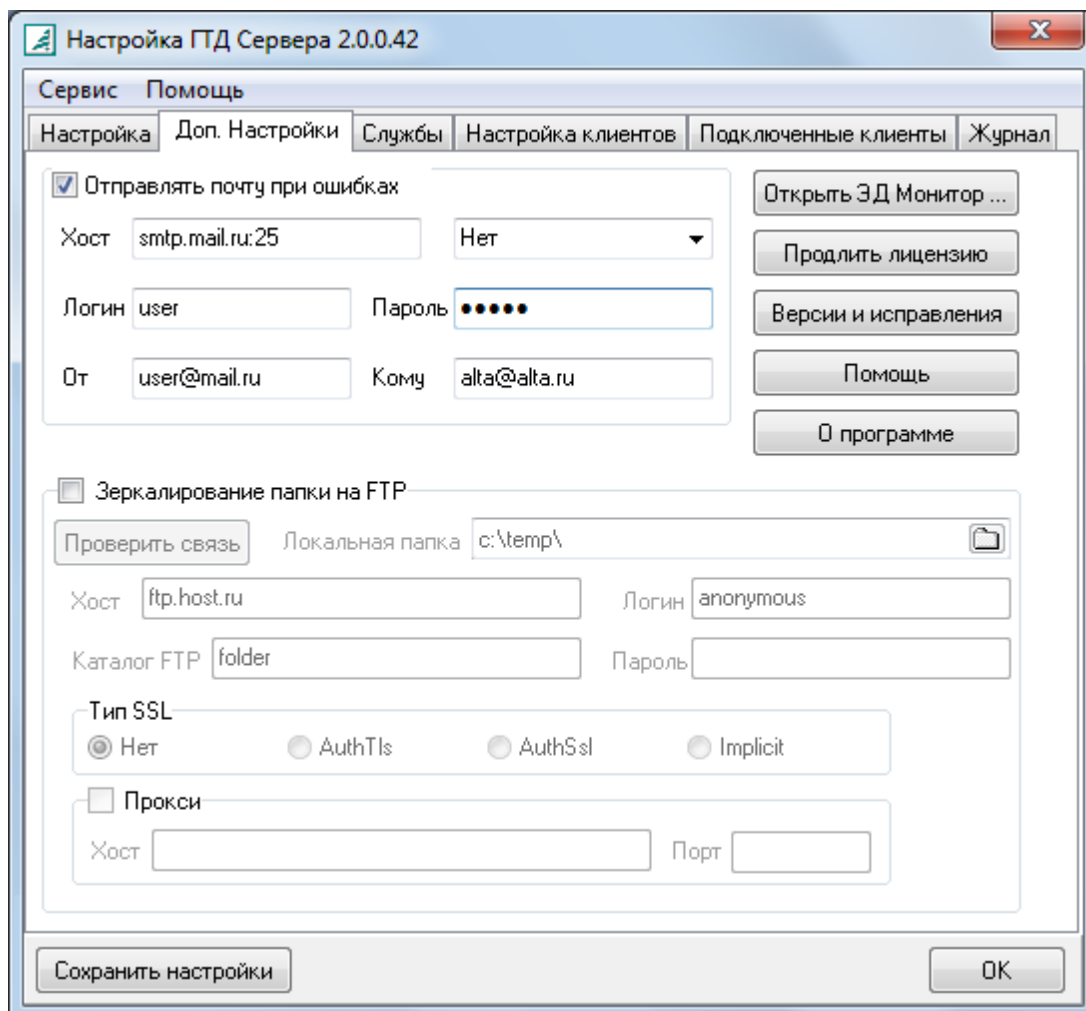 Настройка ГТД Сервера 2.0.0.42
Сервис Помощь
Настройка Доп. Настройки Службы Настройка клиентов Подключенные клиенты Журнал
Отправлять почту при ошибках
Хост smtp.mail.ru:25 Нет
Логин user Пароль •••••
От user@mail.ru Кому alta@alta.ru
Открыть ЭД Монитор ...
Продлить лицензию
Версии и исправления
Помощь
О программе
Зеркалирование папки на FTP
Проверить связь Локальная папка c:\temp\
Хост ftp.host.ru Логин anonymous
Каталог FTP folder Пароль
Тип SSL
Нет AuthTls AuthSsl Implicit
Прокси
Хост Порт
Сохранить настройки OK